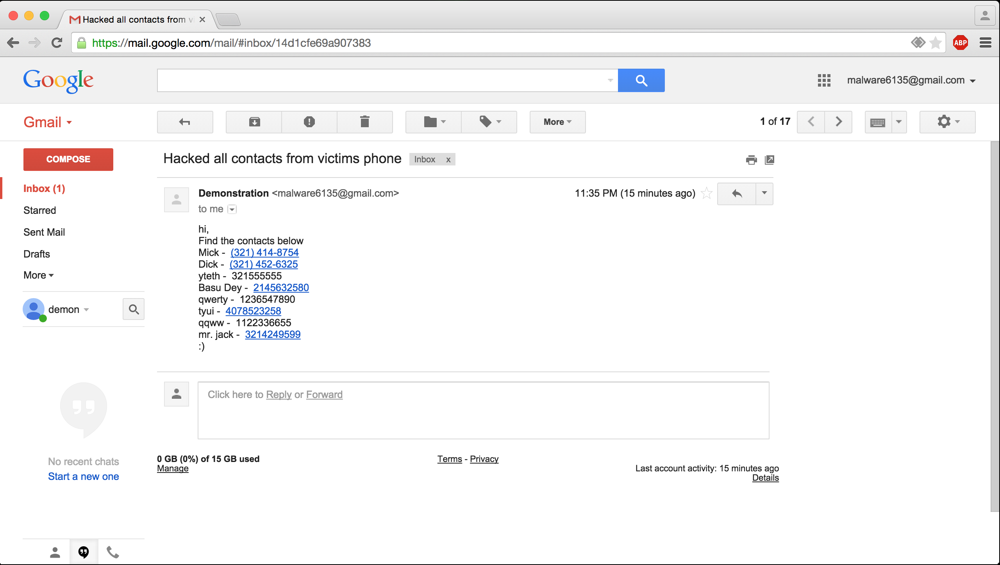 Hacked all contacts from vi
https://mail.google.com/mail/#inbox/14d1cfe69a907383
ABP
Google
malware6135@gmail.com
Gmail
More
1 of 17
COMPOSE
Hacked all contacts from victims phone
Inbox x
Inbox (1)
Starred
Sent Mail
Drafts
More
demon
Demonstration <malware6135@gmail.com>
11:35 PM (15 minutes ago)
to me
hi,
Find the contacts below
Mick - (321) 414-8754
Dick - (321) 452-6325
yteth - 321555555
Basu Dey - 2145632580
qwerty - 1236547890
tyui - 4078523258
qqww - 1122336655
mr. jack - 3214249599
:)
Click here to Reply or Forward
No recent chats
Start a new one
0 GB (0%) of 15 GB used
Manage
Terms - Privacy
Last account activity: 15 minutes ago
Details